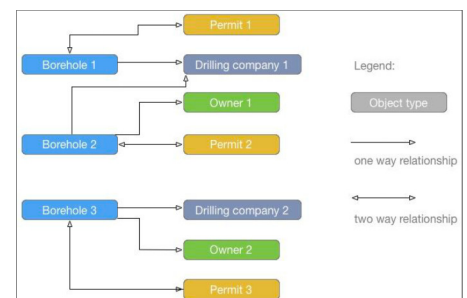 Permit 1
Borehole 1
Drilling company 1
Legend:
Owner 1
Object type
Borehole 2
Permit 2
one way relationship
Borehole 3
Drilling company 2
two way relationship
Owner 2
Permit 3